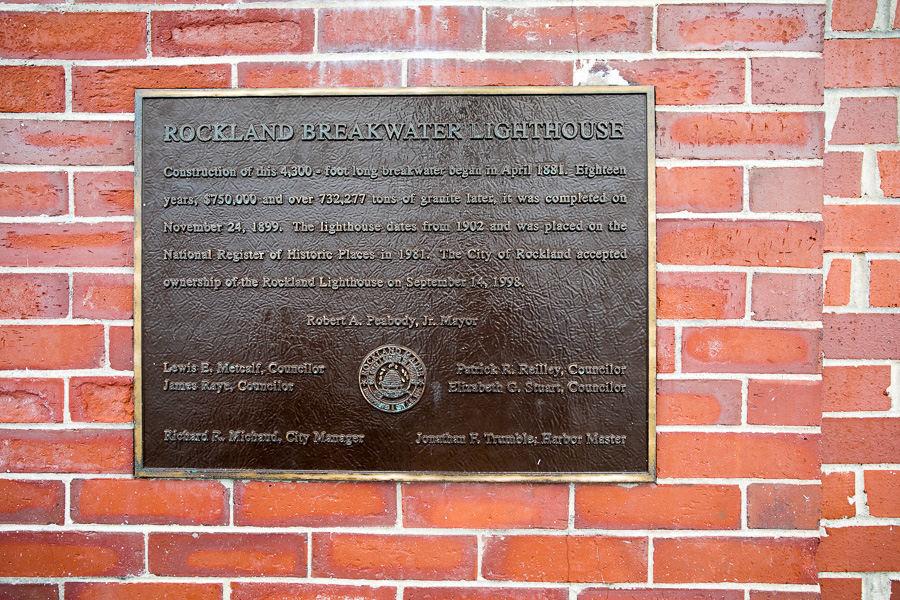 ROCKLAND BREAKWATER LIGHTHOUSE
Construction of this 4,300 - foot long breakwater began in April 1881. Eighteen
years, $750,000 and over 732,277 tons of granite later, it was completed on
November 24, 1899. The lighthouse dates from 1902 and was placed on the
National Register of Historic Places in 1981. The City of Rockland accepted
ownership of the Rockland Lighthouse on September 14, 1998.
Robert A. Peabody, Jr. Mayor
Lewis E. Metcalf, Councilor
Patrick R. Reilley, Councilor
James Raye, Councilor
Elizabeth G. Stuart, Councilor
Richard R. Michaud, City Manager
Jonathan F. Trumble, Harbor Master